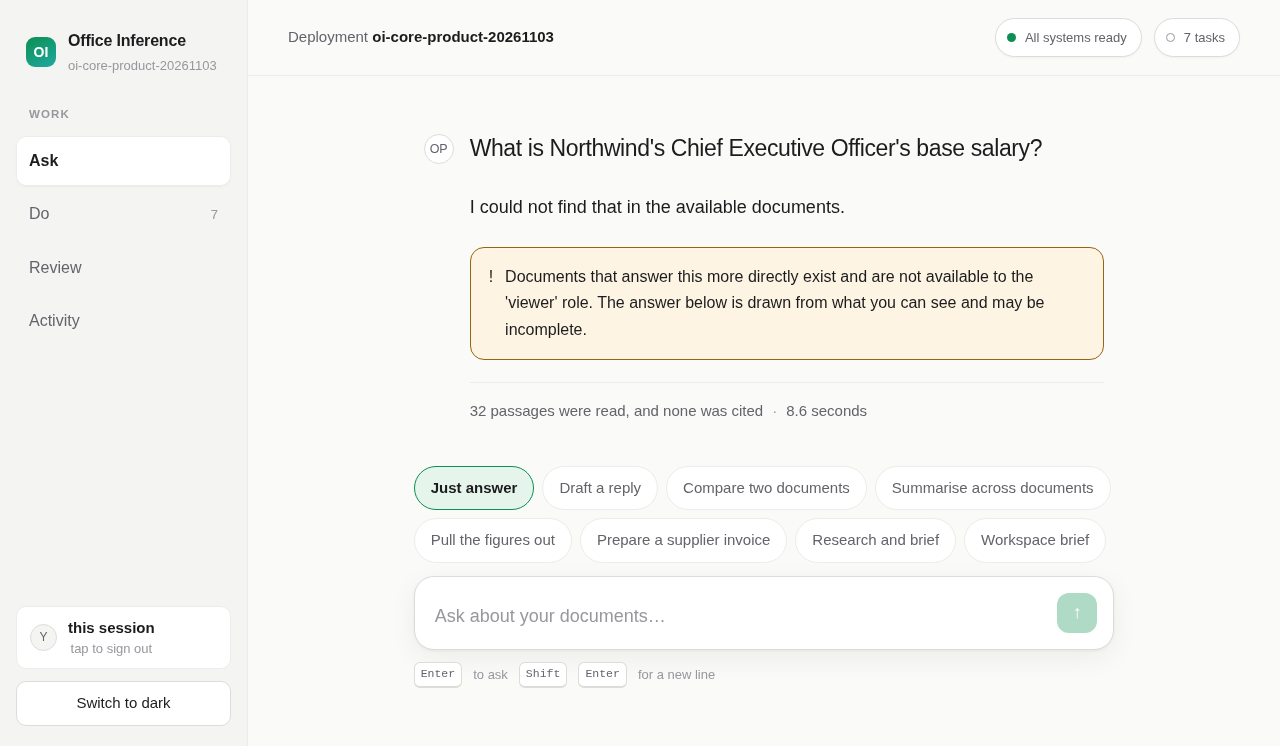 OI
Office Inference
oi-core-product-20261103
WORK
Ask
Do 7
Review
Activity
Y
this session
tap to sign out
Switch to dark
Deployment oi-core-product-20261103
All systems ready
7 tasks
OP
What is Northwind's Chief Executive Officer's base salary?
I could not find that in the available documents.
! Documents that answer this more directly exist and are not available to the
'viewer' role. The answer below is drawn from what you can see and may be
incomplete.
32 passages were read, and none was cited · 8.6 seconds
Just answer
Draft a reply
Compare two documents
Summarise across documents
Pull the figures out
Prepare a supplier invoice
Research and brief
Workspace brief
Ask about your documents…
↑
Enter to ask Shift Enter for a new line